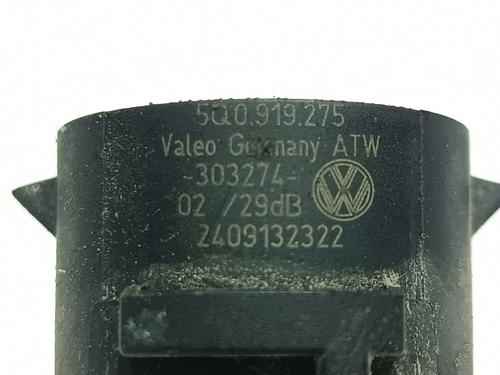 5Q0.919.275
Valeo Germany ATW
-303274-
02 /29dB
2409132322